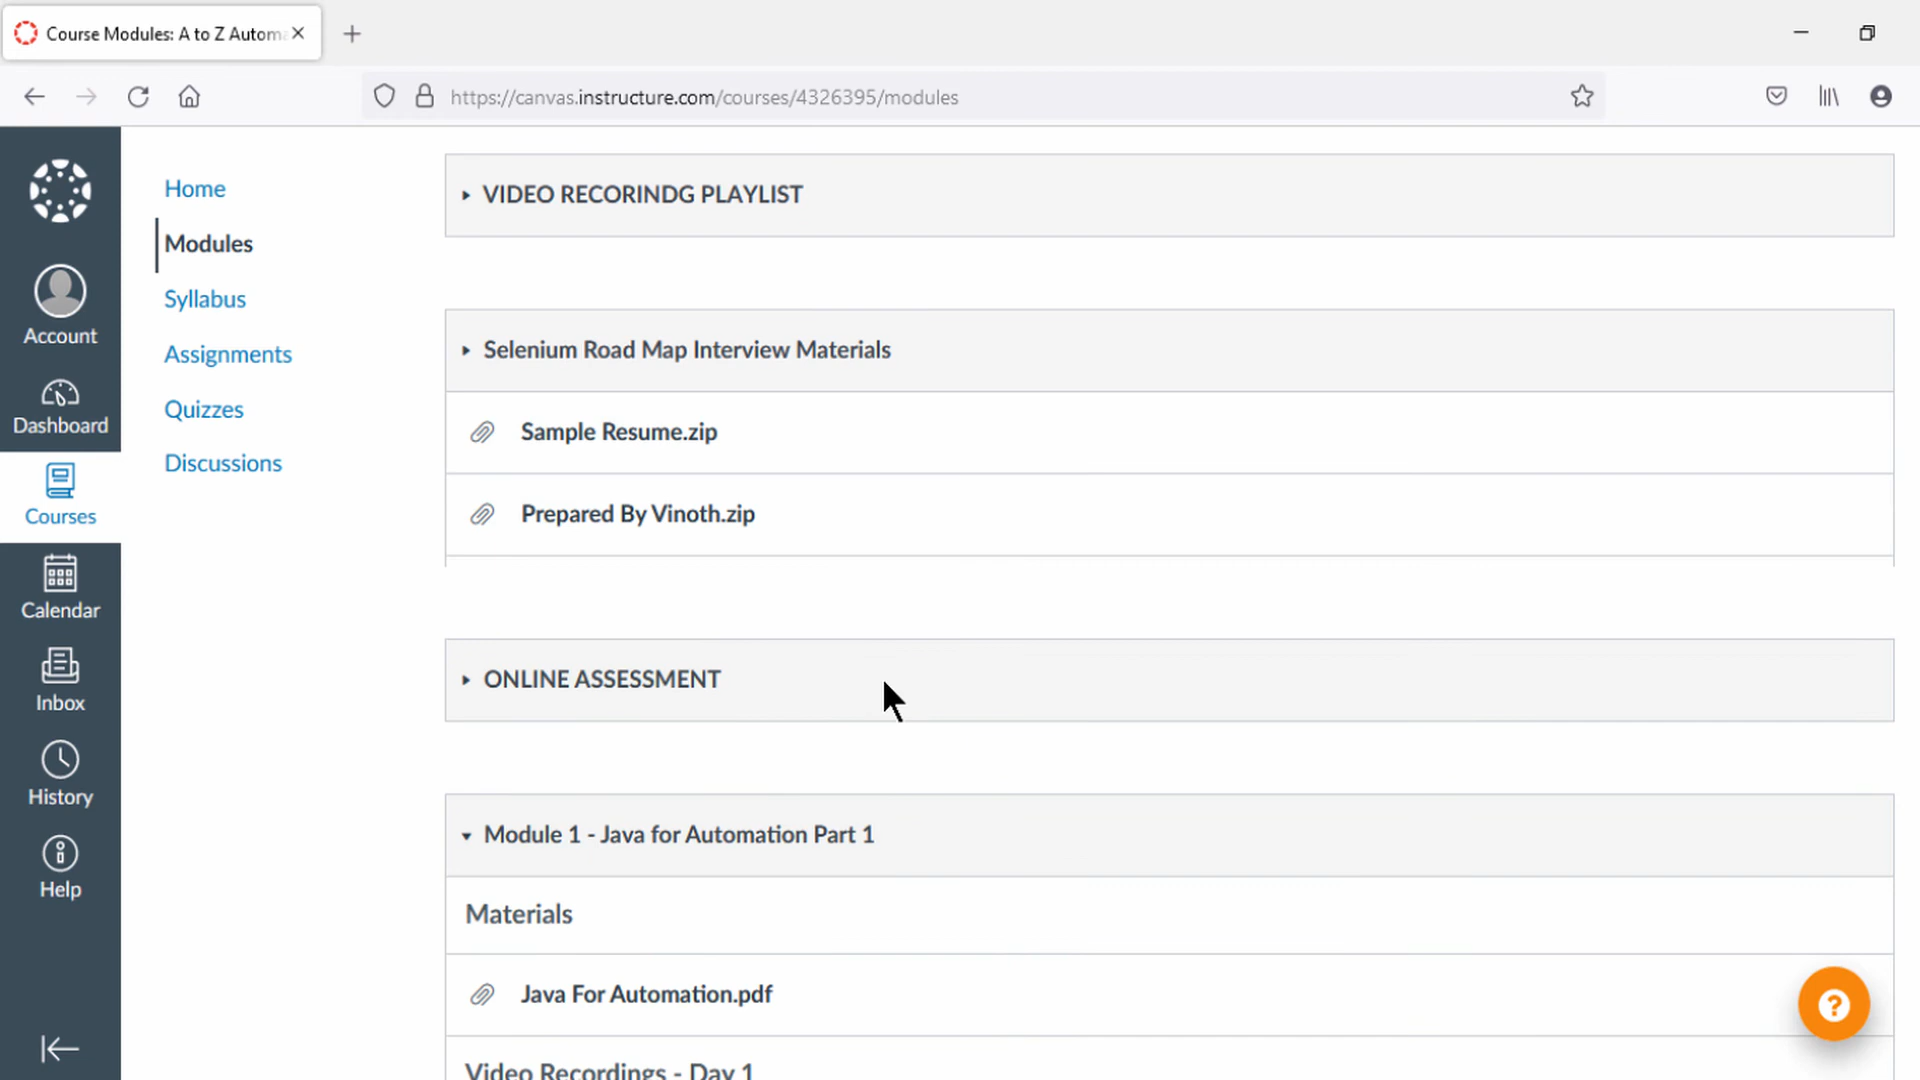 Course Modules: A to Z Autom
https://canvas.instructure.com/courses/4326395/modules
Account
Dashboard
Courses
Calendar
Inbox
History
Help
Home
Modules
Syllabus
Assignments
Quizzes
Discussions
VIDEO RECORINDG PLAYLIST
Selenium Road Map Interview Materials
Sample Resume.zip
Prepared By Vinoth.zip
ONLINE ASSESSMENT
Module 1 - Java for Automation Part 1
Materials
Java For Automation.pdf
Video Recordings - Day 1